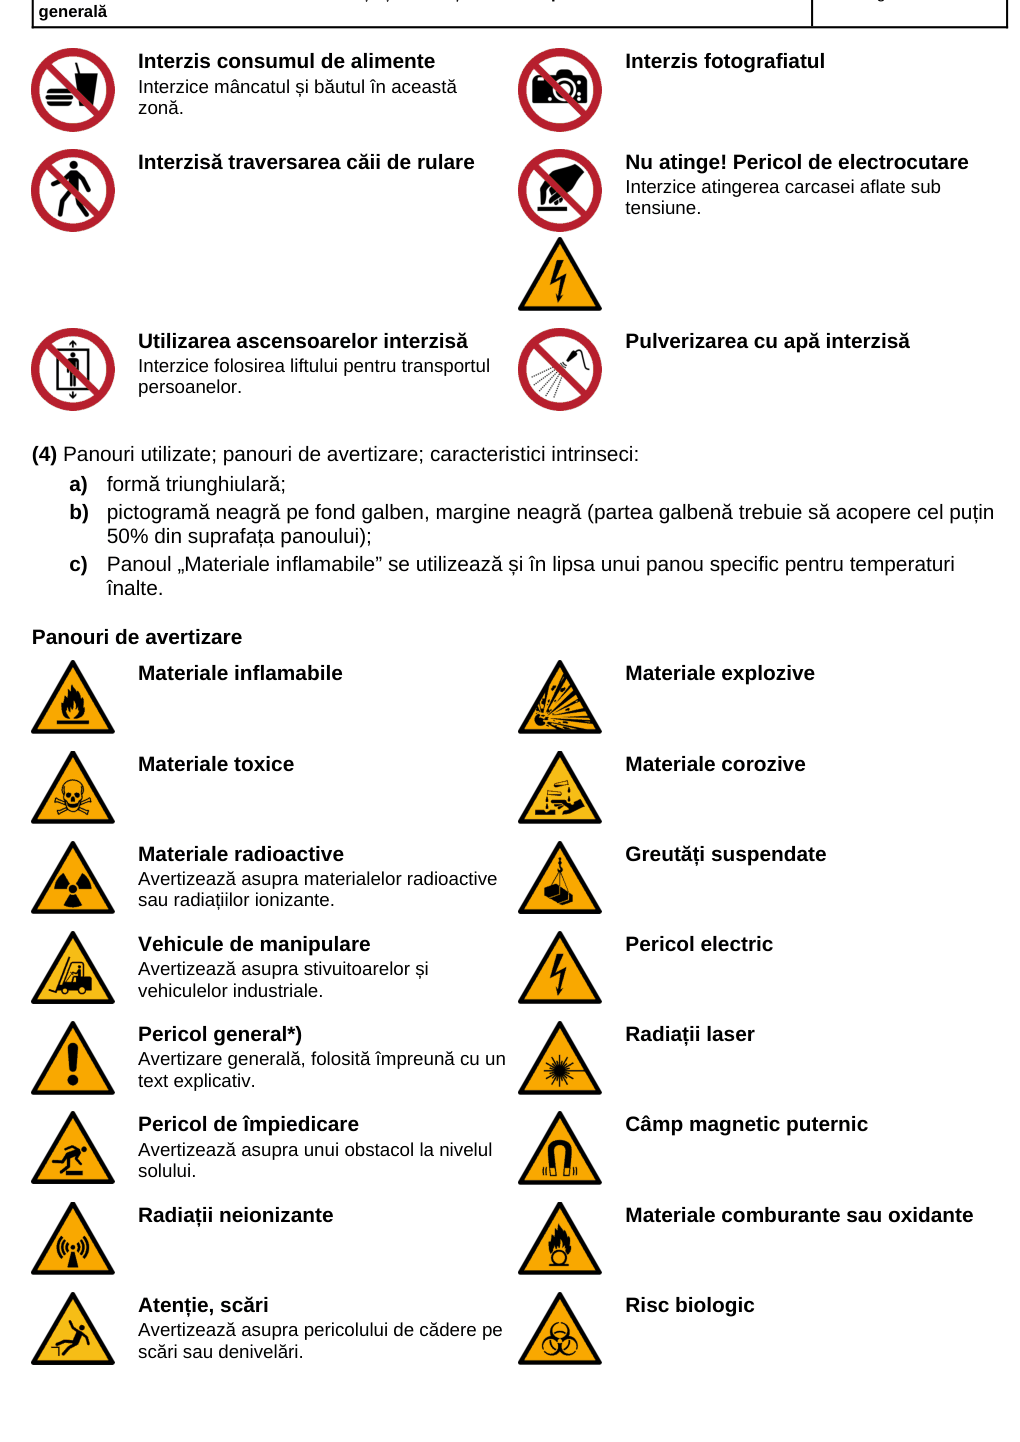 generală
Interzis consumul de alimente
Interzice mâncatul și băutul în această
zonă.
Interzis fotografiatul
Interzisă traversarea căii de rulare
Nu atinge! Pericol de electrocutare
Interzice atingerea carcasei aflate sub
tensiune.
Utilizarea ascensoarelor interzisă
Interzice folosirea liftului pentru transportul
persoanelor.
Pulverizarea cu apă interzisă
(4) Panouri utilizate; panouri de avertizare; caracteristici intrinseci:
a) formă triunghiulară;
b) pictogramă neagră pe fond galben, margine neagră (partea galbenă trebuie să acopere cel puțin
50% din suprafața panoului);
c) Panoul „Materiale inflamabile” se utilizează și în lipsa unui panou specific pentru temperaturi
înalte.
Panouri de avertizare
Materiale inflamabile
Materiale explozive
Materiale toxice
Materiale corozive
Materiale radioactive
Avertizează asupra materialelor radioactive
sau radiațiilor ionizante.
Greutăți suspendate
Vehicule de manipulare
Avertizează asupra stivuitoarelor și
vehiculelor industriale.
Pericol electric
Pericol general*)
Avertizare generală, folosită împreună cu un
text explicativ.
Radiații laser
Pericol de împiedicare
Avertizează asupra unui obstacol la nivelul
solului.
Câmp magnetic puternic
Radiații neionizante
Materiale comburante sau oxidante
Atenție, scări
Avertizează asupra pericolului de cădere pe
scări sau denivelări.
Risc biologic